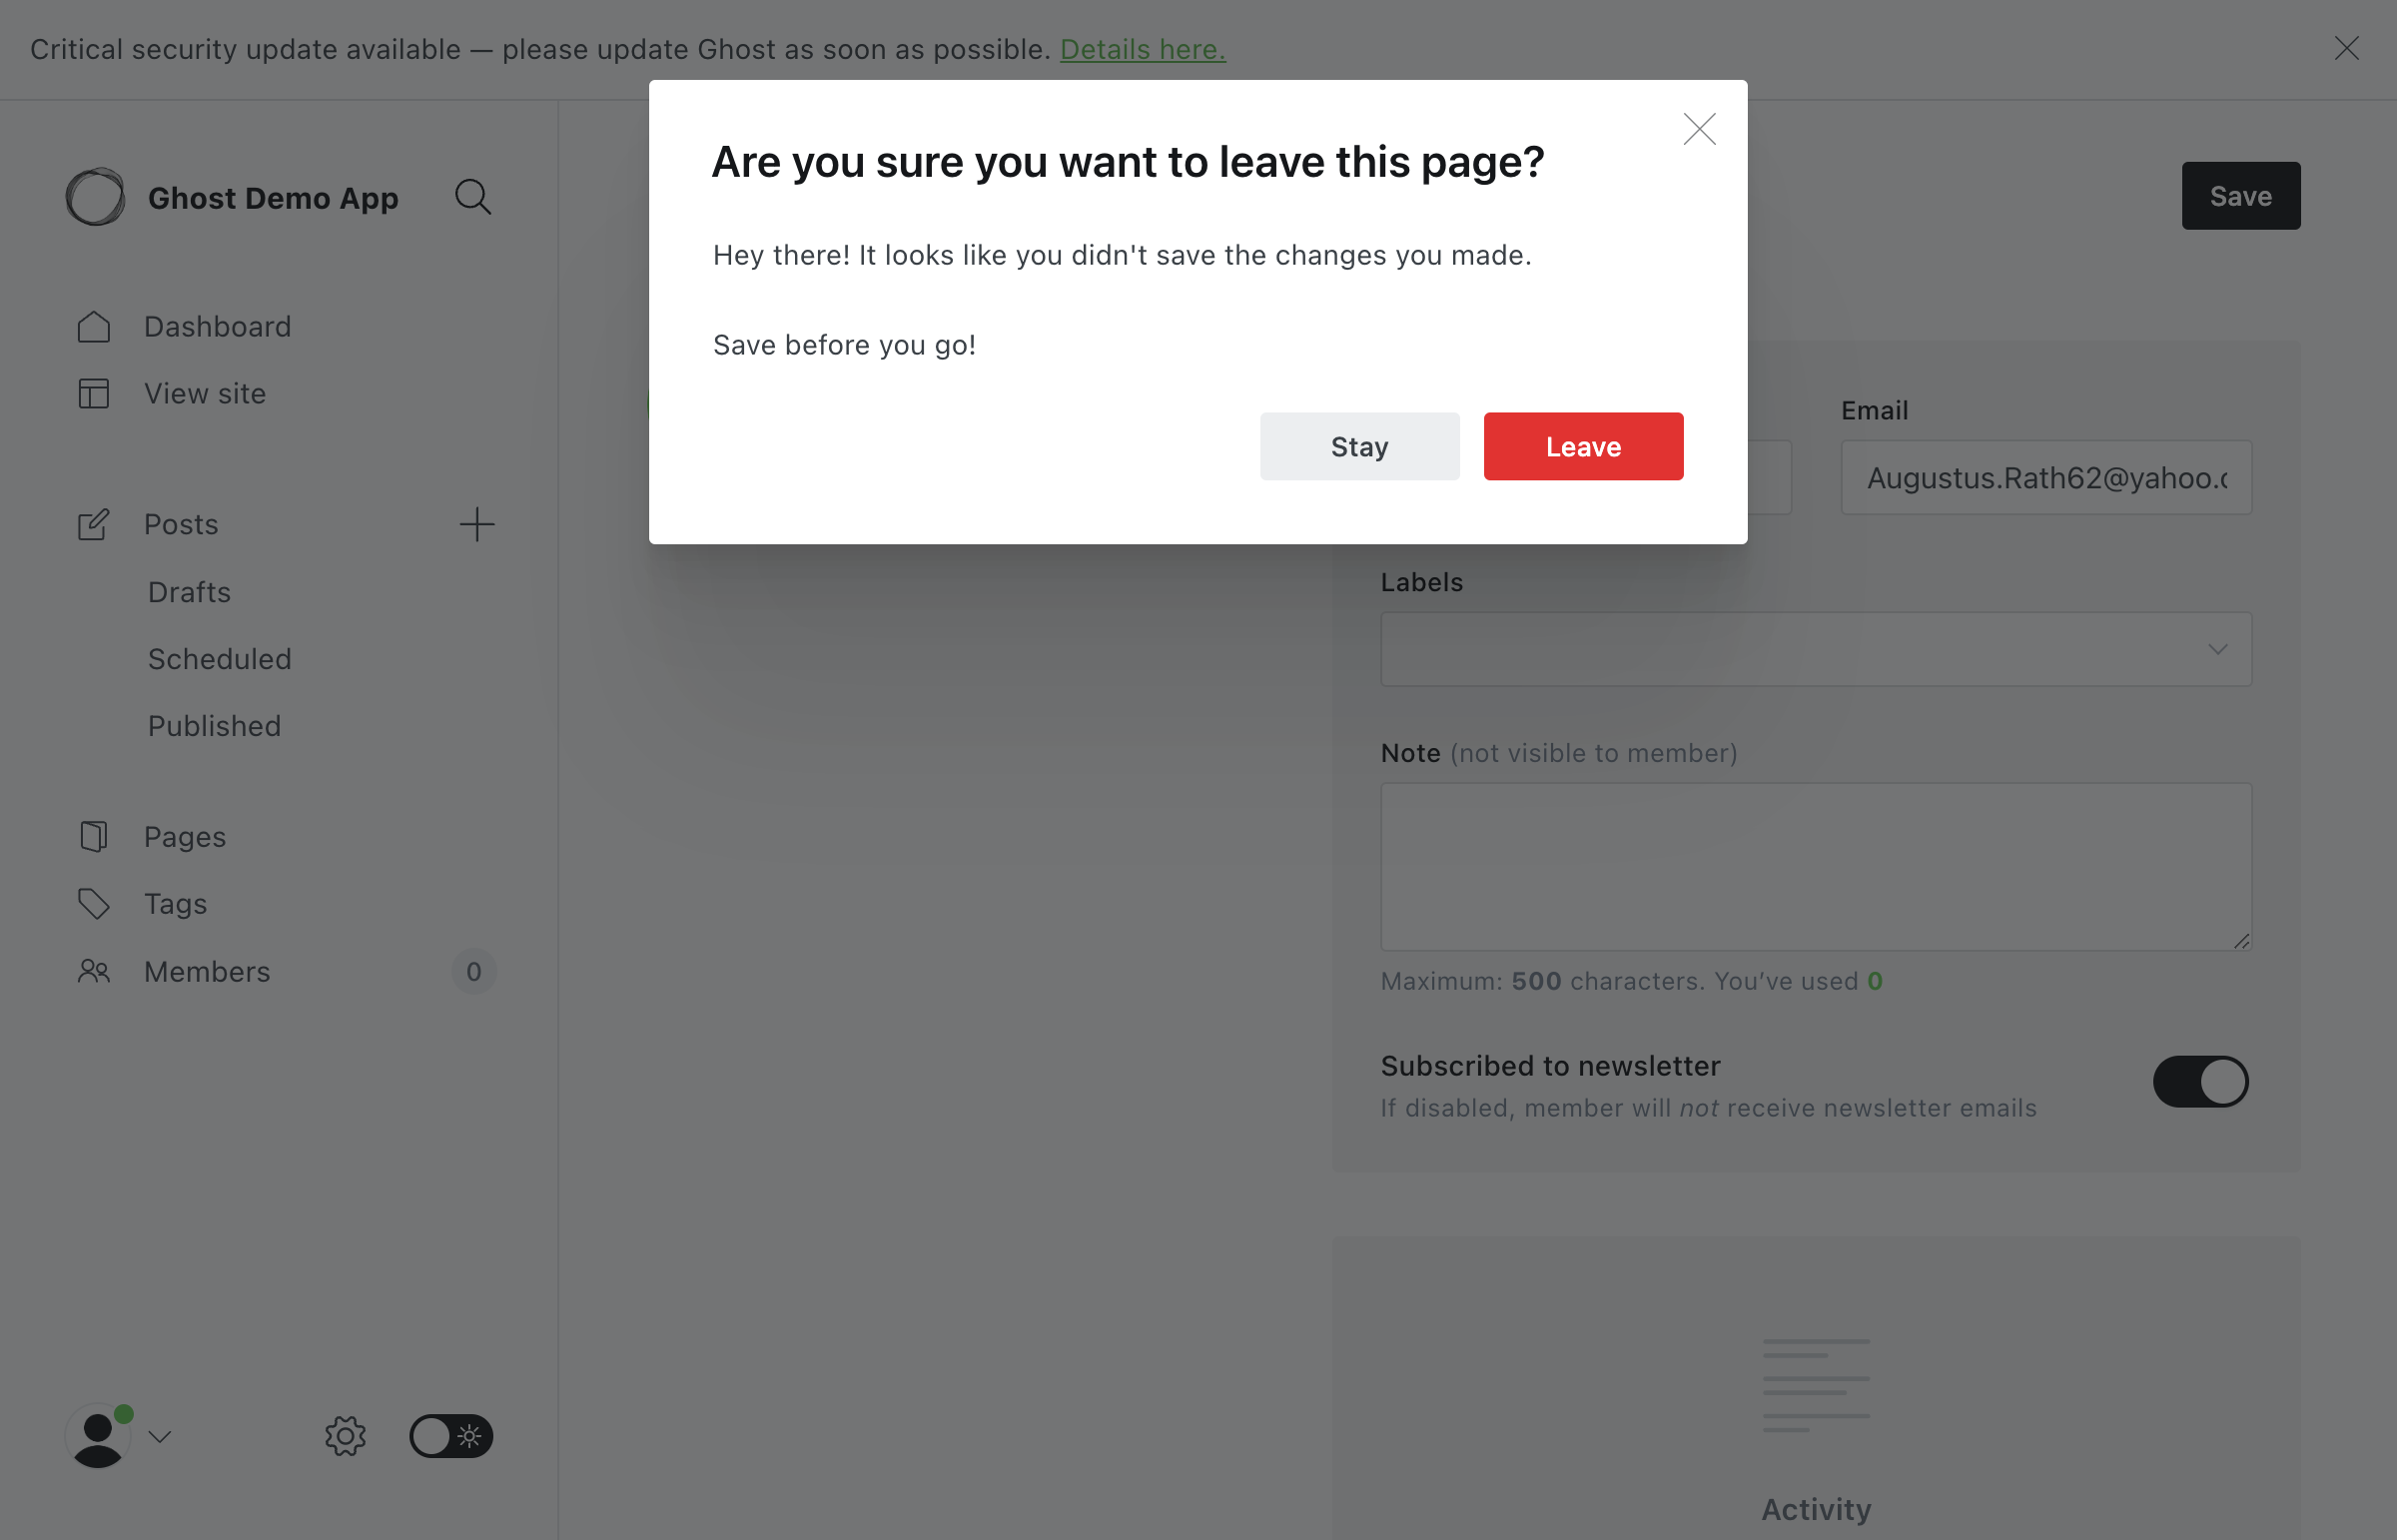 Critical security update available — please update Ghost as soon as possible. Details here.
Ghost Demo App
Dashboard
View site
Posts
Drafts
Scheduled
Published
Pages
Tags
Members 0
Are you sure you want to leave this page?
Hey there! It looks like you didn't save the changes you made.
Save before you go!
Stay
Leave
Save
Email
Augustus.Rath62@yahoo.
Labels
Note (not visible to member)
Maximum: 500 characters. You’ve used 0
Subscribed to newsletter
If disabled, member will not receive newsletter emails
Activity